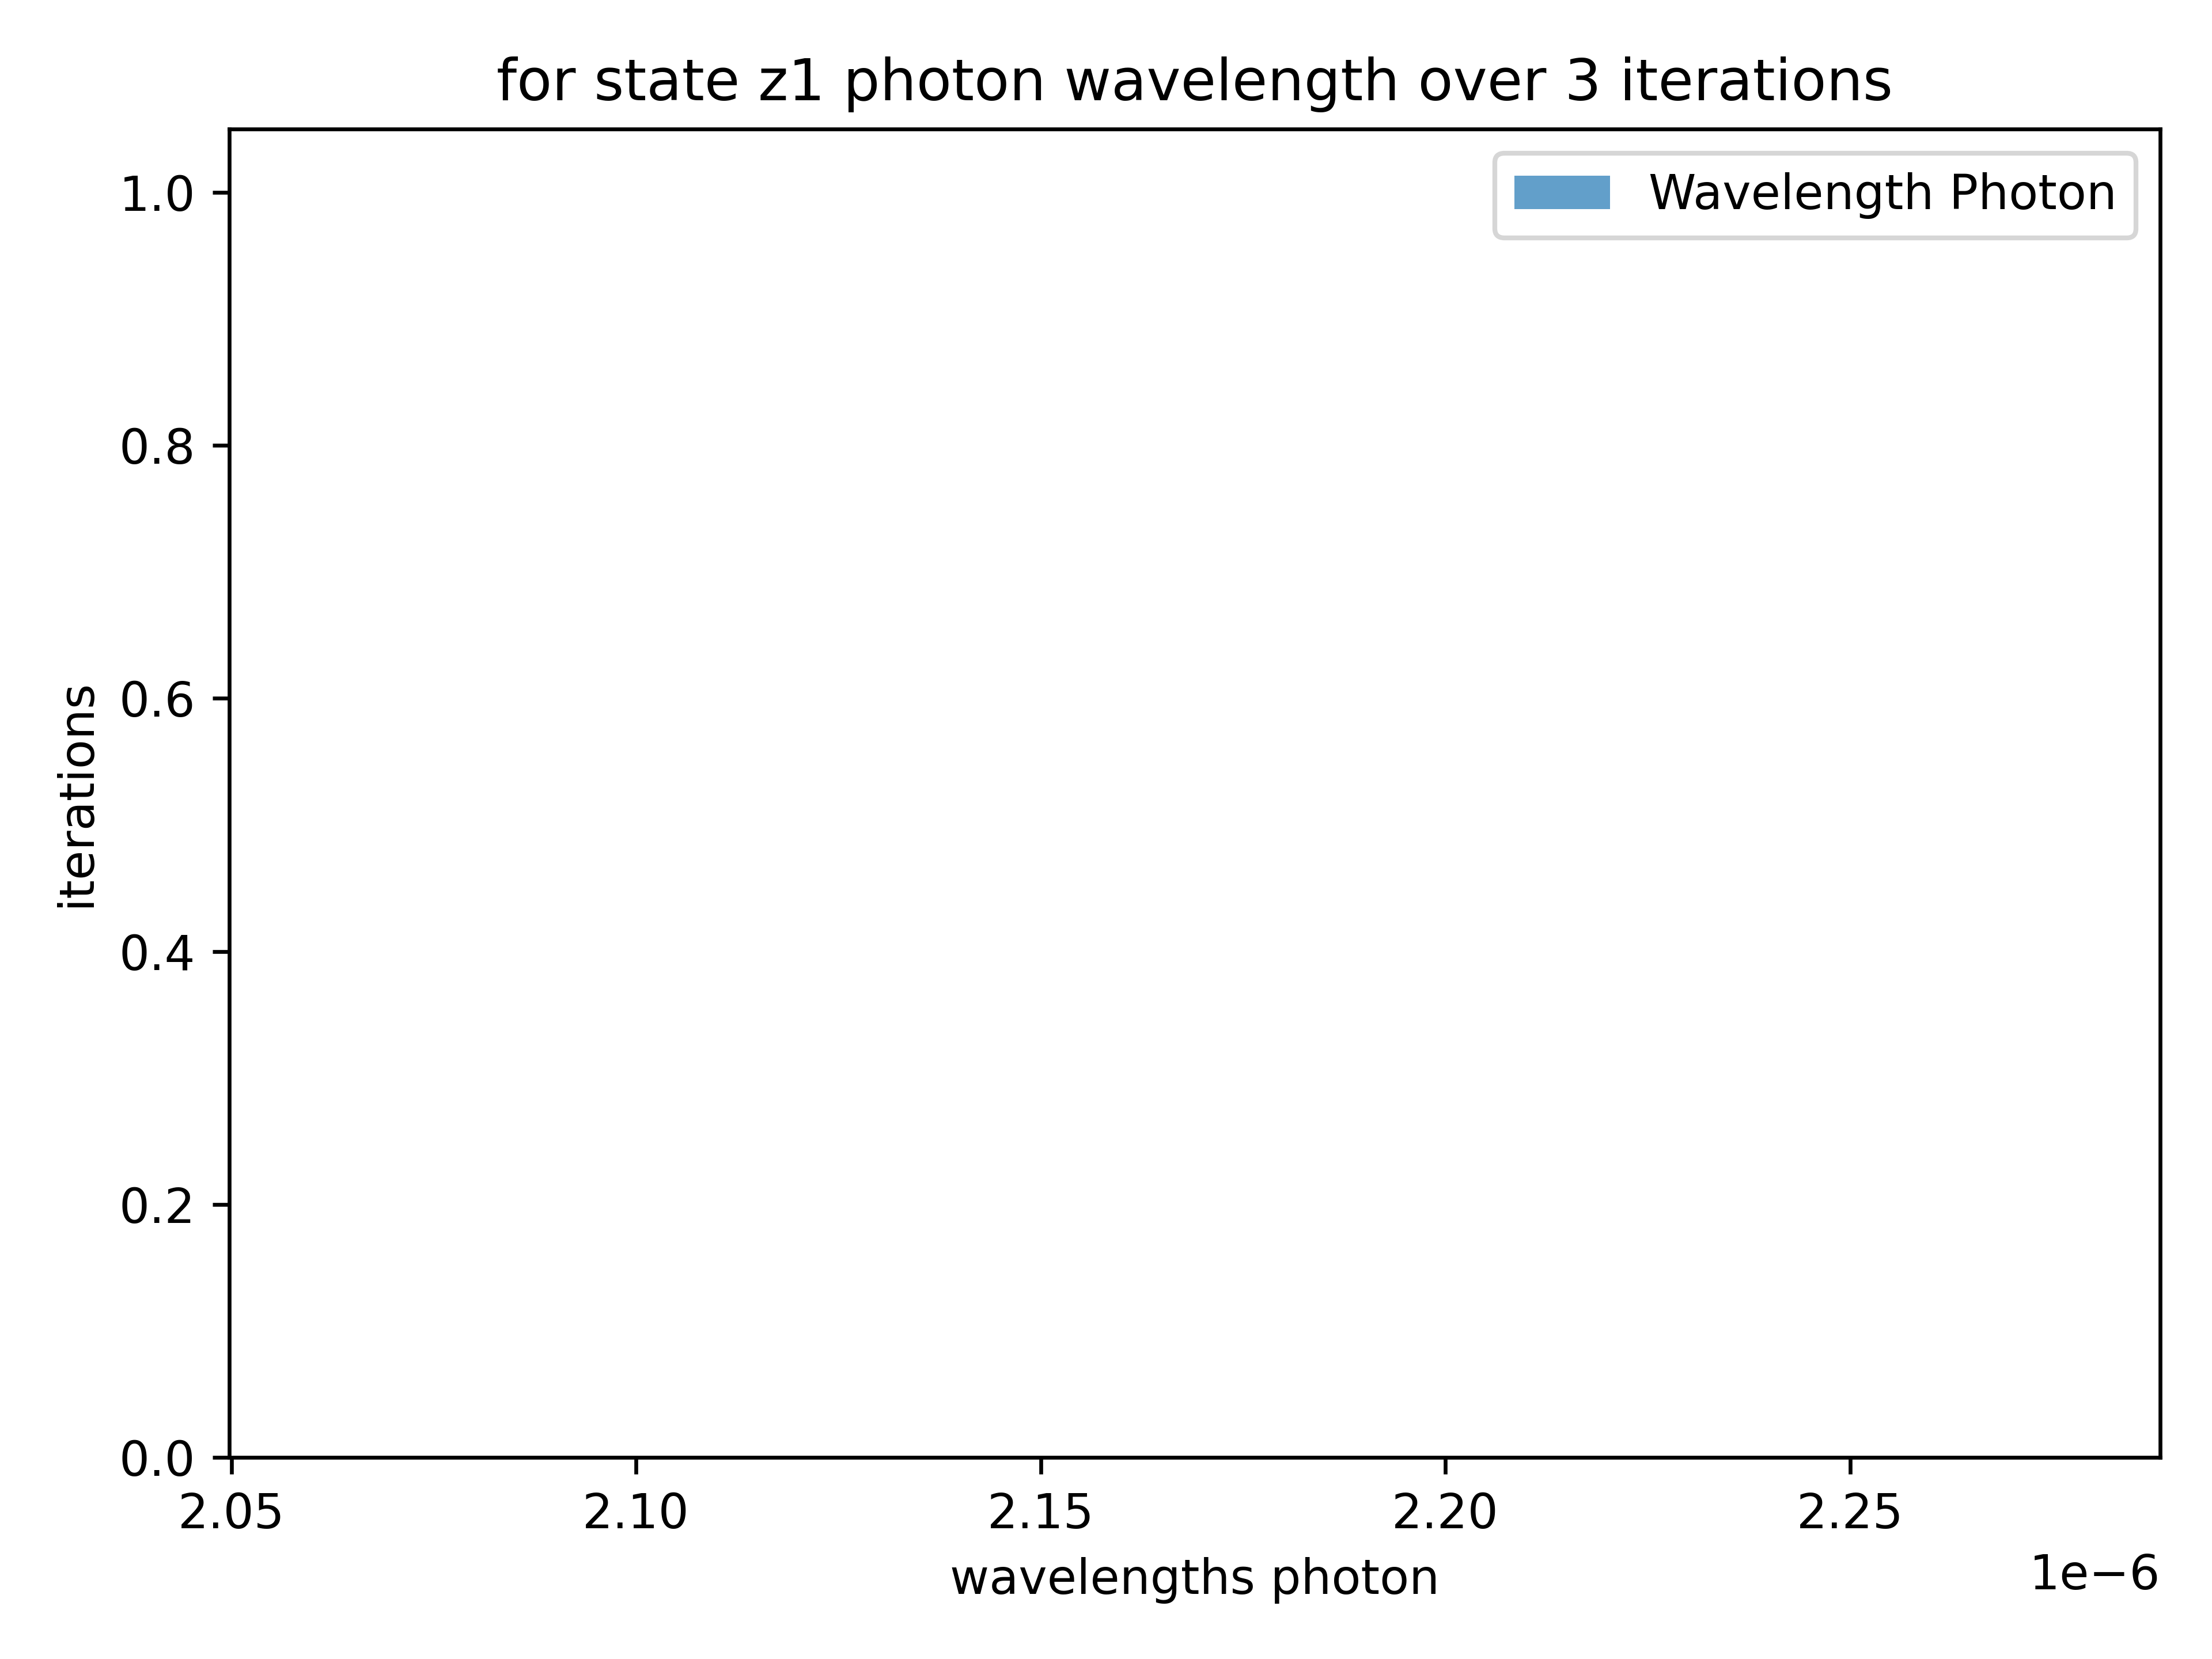 for state z1 photon wavelength over 3 iterations
Wavelength Photon
1.0
0.8
0.6
0.4
0.2
0.0
iterations
2.05 2.10 2.15 2.20 2.25
wavelengths photon
1e−6